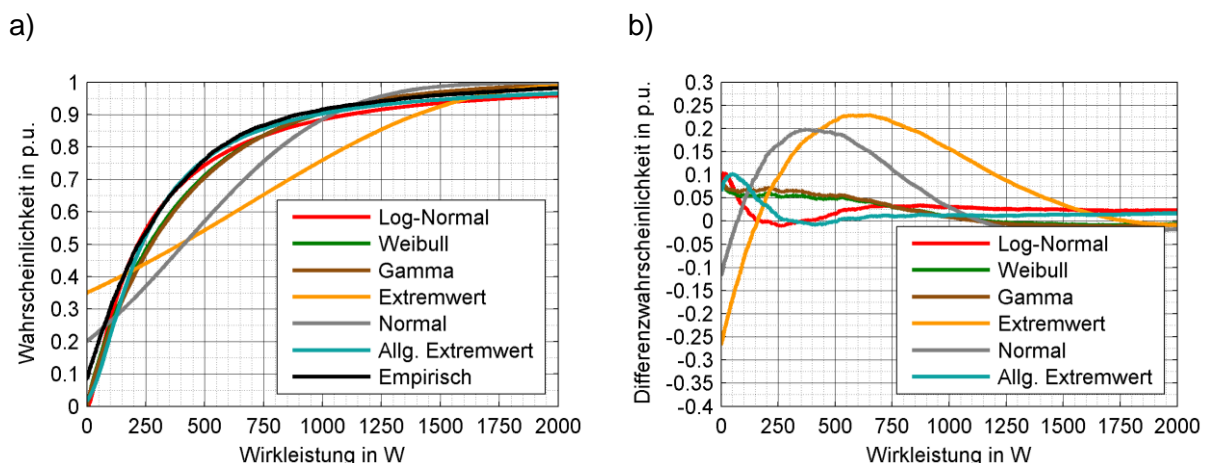 a)
Wahrscheinlichkeit in p.u.
1
0.9
0.8
0.7
0.6
0.5
0.4
0.3
0.2
0.1
0
Log-Normal
Weibull
Gamma
Extremwert
Normal
Allg. Extremwert
Empirisch
0 250 500 750 1000 1250 1500 1750 2000
Wirkleistung in W
b)
Differenzwahrscheinlichkeit in p.u.
0.3
0.25
0.2
0.15
0.1
0.05
0
-0.05
-0.1
-0.15
-0.2
-0.25
-0.3
-0.35
-0.4
Log-Normal
Weibull
Gamma
Extremwert
Normal
Allg. Extremwert
0 250 500 750 1000 1250 1500 1750 2000
Wirkleistung in W